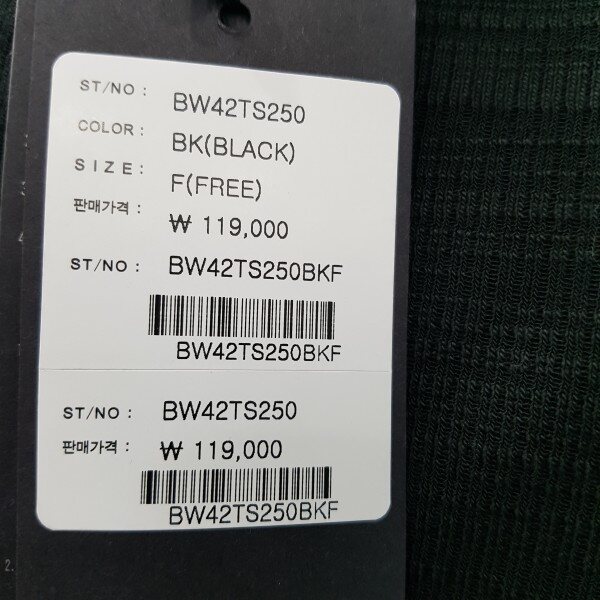 ST/NO : BW42TS250
COLOR : BK(BLACK)
SIZE : F(FREE)
판매가격 : ₩ 119,000
ST/NO : BW42TS250BKF
BW42TS250BKF
ST/NO : BW42TS250
판매가격 : ₩ 119,000
BW42TS250BKF
2.